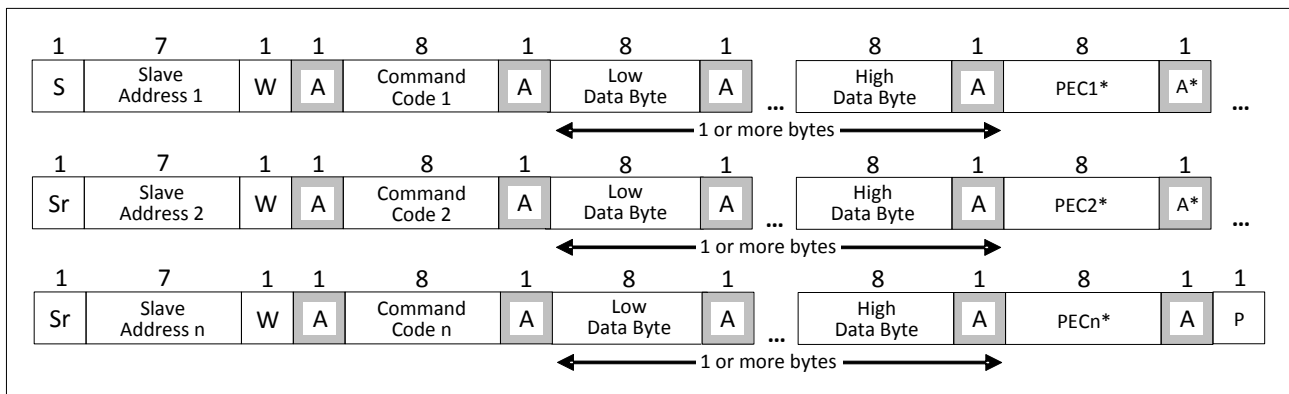 1 7 1 1 8 1 8 1 8 1 8 1
S Slave Address 1 W A Command Code 1 A Low Data Byte A ... High Data Byte A PEC1* A* ...
1 or more bytes
1 7 1 1 8 1 8 1 8 1 8 1
Sr Slave Address 2 W A Command Code 2 A Low Data Byte A ... High Data Byte A PEC2* A* ...
1 or more bytes
1 7 1 1 8 1 8 1 8 1 8 1 1
Sr Slave Address n W A Command Code n A Low Data Byte A ... High Data Byte A PECn* A P
1 or more bytes